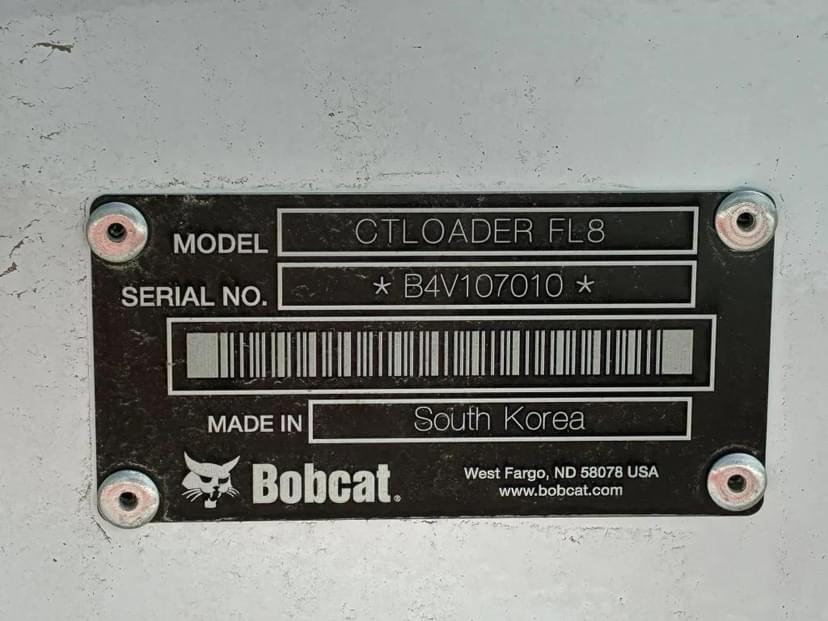 MODEL CTLOADER FL8
SERIAL NO. * B4V107010 *
MADE IN South Korea
Bobcat.
West Fargo, ND 58078 USA
www.bobcat.com